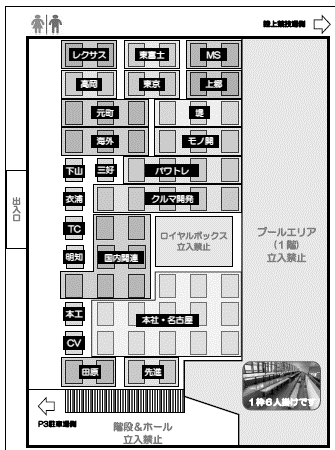 陸上競技場側
レクサス
東富士
MS
高岡
東京
上郷
元町
堤
海外
モノ開
下山
三好
パワトレ
衣浦
クルマ開発
出入口
TC
ロイヤルボックス
立入禁止
プールエリア
(1階)
立入禁止
明知
国内関連
本工
本社・名古屋
CV
田原
先進
1枠6人掛けです
P3駐車場側
階段&ホール
立入禁止